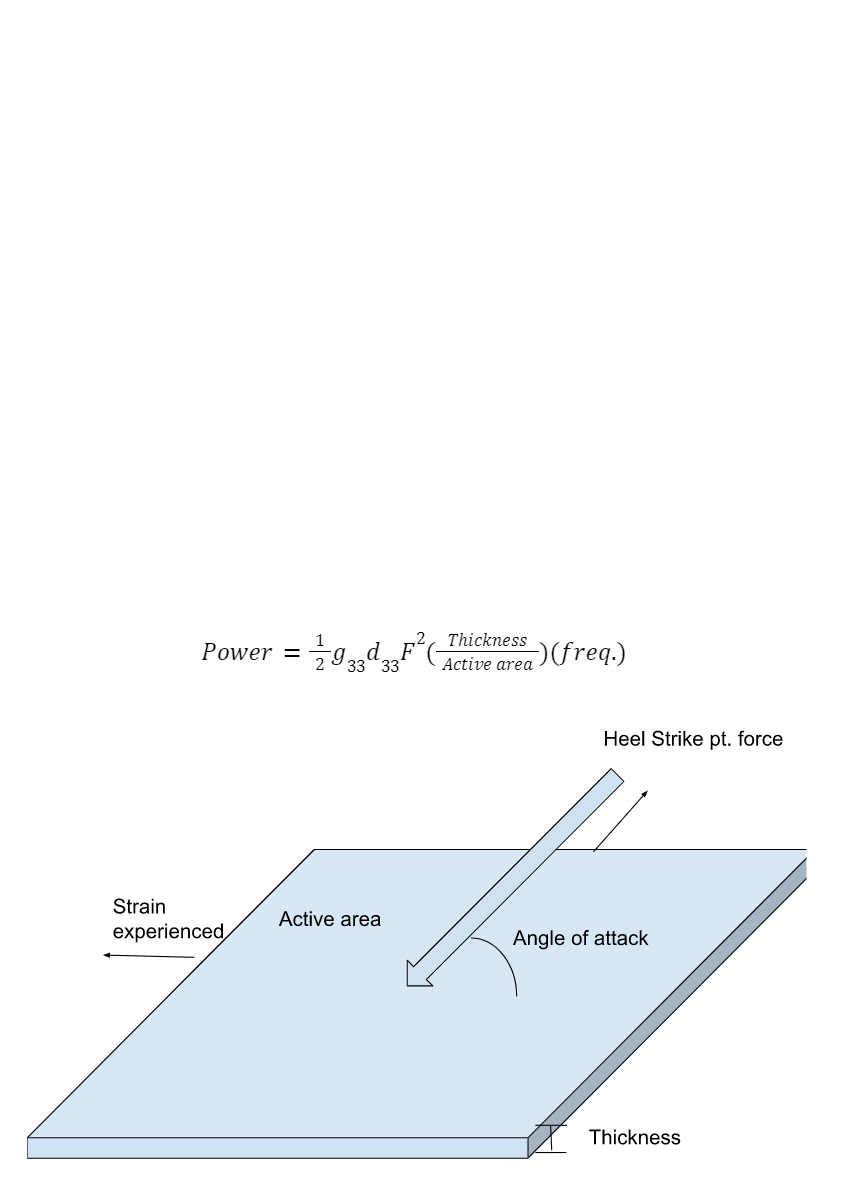 Power = 1/2 g33 d33 F^2 (Thickness/Active area)(freq.)
Heel Strike pt. force
Strain
experienced
Active area
Angle of attack
Thickness